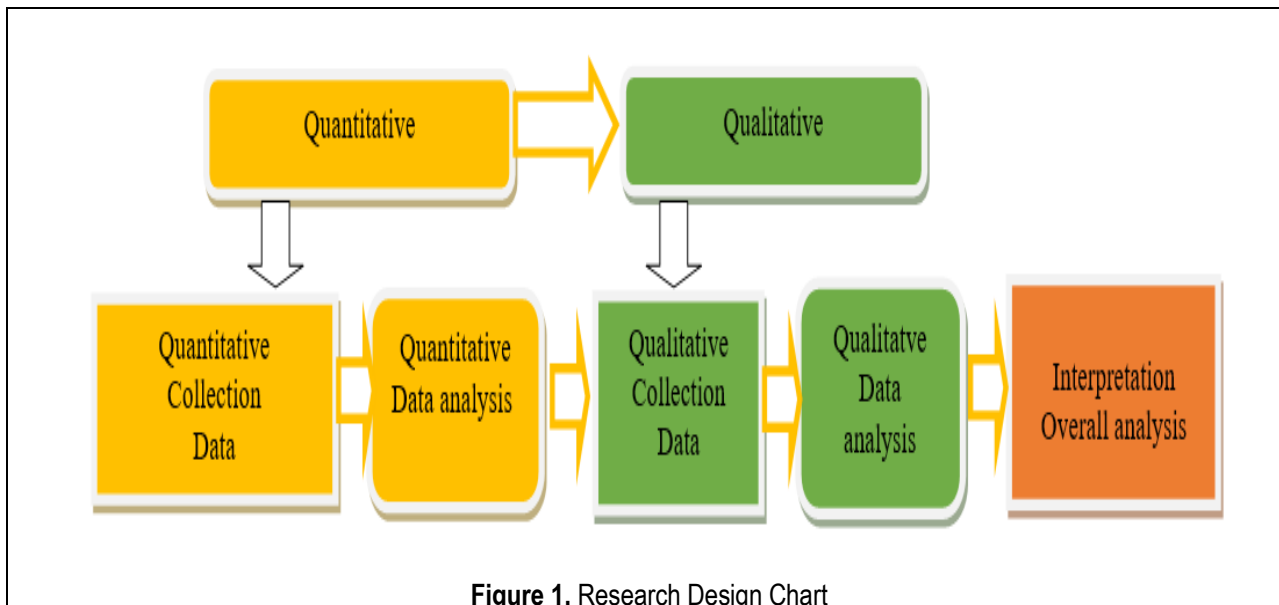 Quantitative
Qualitative
Quantitative
Collection
Data
Quantitative
Data analysis
Qualitative
Collection
Data
Qualitatve
Data
analysis
Interpretation
Overall analysis
Figure 1. Research Design Chart